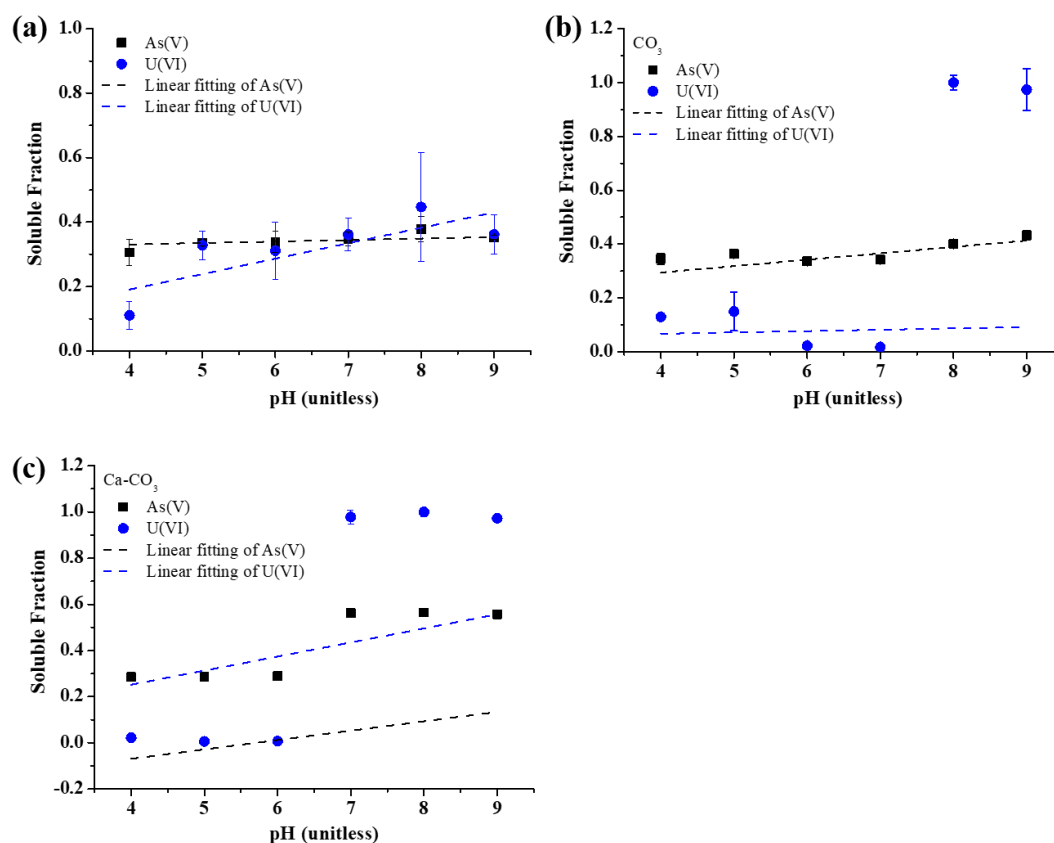 (a)
1.0
0.8
0.6
0.4
0.2
0.0
Soluble Fraction
As(V)
U(VI)
Linear fitting of As(V)
Linear fitting of U(VI)
4 5 6 7 8 9
pH (unitless)
(b)
1.2
1.0
0.8
0.6
0.4
0.2
0.0
Soluble Fraction
CO₃
As(V)
U(VI)
Linear fitting of As(V)
Linear fitting of U(VI)
4 5 6 7 8 9
pH (unitless)
(c)
1.2
1.0
0.8
0.6
0.4
0.2
0.0
-0.2
Soluble Fraction
Ca-CO₃
As(V)
U(VI)
Linear fitting of As(V)
Linear fitting of U(VI)
4 5 6 7 8 9
pH (unitless)